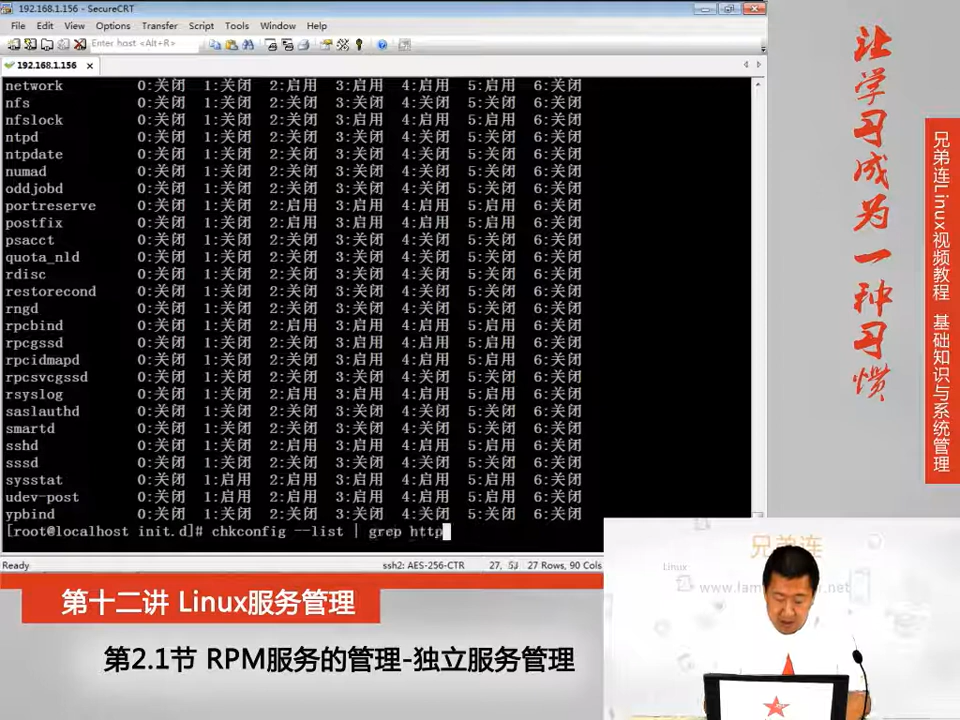 192.168.1.156 - SecureCRT
File Edit View Options Transfer Script Tools Window Help
Enter host <Alt+R>
192.168.1.156
network 0:关闭 1:关闭 2:启用 3:启用 4:启用 5:启用 6:关闭
nfs 0:关闭 1:关闭 2:关闭 3:关闭 4:关闭 5:关闭 6:关闭
nfslock 0:关闭 1:关闭 2:关闭 3:启用 4:启用 5:启用 6:关闭
ntpd 0:关闭 1:关闭 2:关闭 3:关闭 4:关闭 5:关闭 6:关闭
ntpdate 0:关闭 1:关闭 2:关闭 3:关闭 4:关闭 5:关闭 6:关闭
numad 0:关闭 1:关闭 2:关闭 3:关闭 4:关闭 5:关闭 6:关闭
oddjobd 0:关闭 1:关闭 2:关闭 3:关闭 4:关闭 5:关闭 6:关闭
portreserve 0:关闭 1:关闭 2:启用 3:启用 4:启用 5:启用 6:关闭
postfix 0:关闭 1:关闭 2:启用 3:启用 4:启用 5:启用 6:关闭
psacct 0:关闭 1:关闭 2:关闭 3:关闭 4:关闭 5:关闭 6:关闭
quota_nld 0:关闭 1:关闭 2:关闭 3:关闭 4:关闭 5:关闭 6:关闭
rdisc 0:关闭 1:关闭 2:关闭 3:关闭 4:关闭 5:关闭 6:关闭
restorecond 0:关闭 1:关闭 2:关闭 3:关闭 4:关闭 5:关闭 6:关闭
rngd 0:关闭 1:关闭 2:关闭 3:关闭 4:关闭 5:关闭 6:关闭
rpcbind 0:关闭 1:关闭 2:启用 3:启用 4:启用 5:启用 6:关闭
rpcgssd 0:关闭 1:关闭 2:关闭 3:启用 4:启用 5:启用 6:关闭
rpcidmapd 0:关闭 1:关闭 2:关闭 3:启用 4:启用 5:启用 6:关闭
rpcsvcgssd 0:关闭 1:关闭 2:关闭 3:关闭 4:关闭 5:关闭 6:关闭
rsyslog 0:关闭 1:关闭 2:启用 3:启用 4:启用 5:启用 6:关闭
saslauthd 0:关闭 1:关闭 2:关闭 3:关闭 4:关闭 5:关闭 6:关闭
smartd 0:关闭 1:关闭 2:关闭 3:关闭 4:关闭 5:关闭 6:关闭
sshd 0:关闭 1:关闭 2:启用 3:启用 4:启用 5:启用 6:关闭
sssd 0:关闭 1:关闭 2:关闭 3:关闭 4:关闭 5:关闭 6:关闭
sysstat 0:关闭 1:启用 2:启用 3:启用 4:启用 5:启用 6:关闭
udev-post 0:关闭 1:启用 2:启用 3:启用 4:启用 5:启用 6:关闭
ypbind 0:关闭 1:关闭 2:关闭 3:关闭 4:关闭 5:关闭 6:关闭
[root@localhost init.d]# chkconfig --list | grep http
Ready ssh2: AES-256-CTR 27, 53 27 Rows, 90 Cols
让学习成为一种习惯
兄弟连Linux视频教程 基础知识与系统管理
第十二讲 Linux服务管理
第2.1节 RPM服务的管理-独立服务管理
兄弟连
Linux